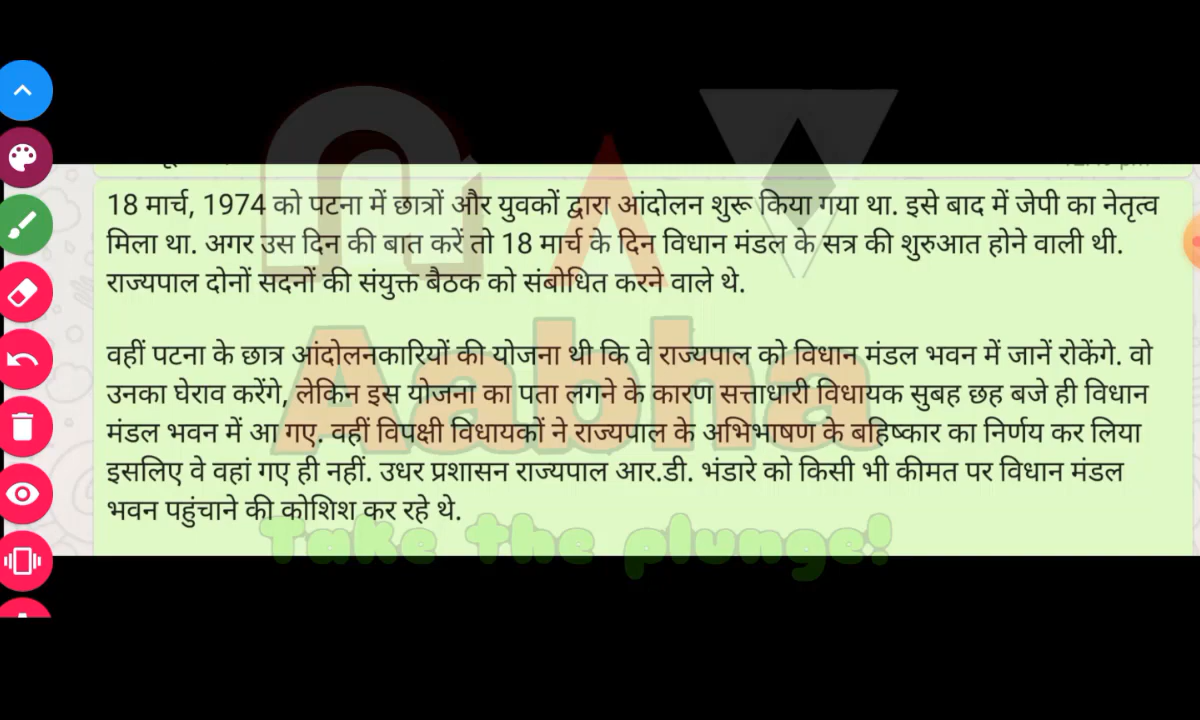 18 मार्च, 1974 को पटना में छात्रों और युवकों द्वारा आंदोलन शुरू किया गया था. इसे बाद में जेपी का नेतृत्व
मिला था. अगर उस दिन की बात करें तो 18 मार्च के दिन विधान मंडल के सत्र की शुरुआत होने वाली थी.
राज्यपाल दोनों सदनों की संयुक्त बैठक को संबोधित करने वाले थे.
वहीं पटना के छात्र आंदोलनकारियों की योजना थी कि वे राज्यपाल को विधान मंडल भवन में जानें रोकेंगे. वो
उनका घेराव करेंगे, लेकिन इस योजना का पता लगने के कारण सत्ताधारी विधायक सुबह छह बजे ही विधान
मंडल भवन में आ गए. वहीं विपक्षी विधायकों ने राज्यपाल के अभिभाषण के बहिष्कार का निर्णय कर लिया
इसलिए वे वहां गए ही नहीं. उधर प्रशासन राज्यपाल आर.डी. भंडारे को किसी भी कीमत पर विधान मंडल
भवन पहुंचाने की कोशिश कर रहे थे.
Aabha
Take the plunge!